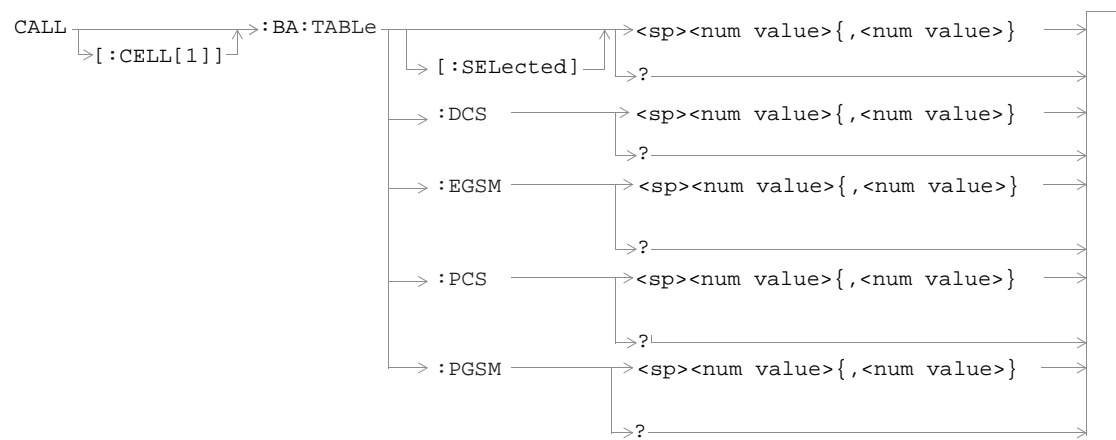 CALL :BA:TABLe <sp><num value>{,<num value>}
[:CELL[1]] [:SELected]
?
:DCS <sp><num value>{,<num value>}
?
:EGSM <sp><num value>{,<num value>}
?
:PCS <sp><num value>{,<num value>}
?
:PGSM <sp><num value>{,<num value>}
?